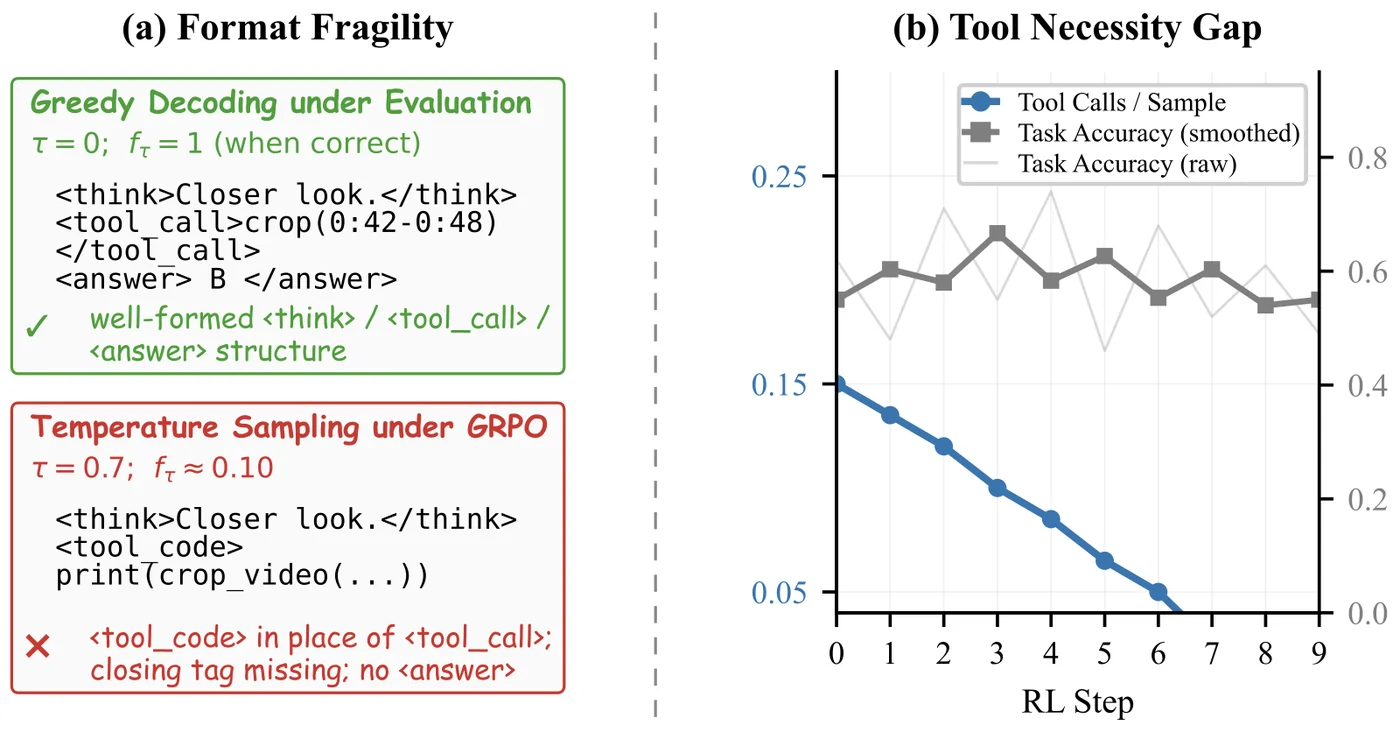 (a) Format Fragility
Greedy Decoding under Evaluation
τ = 0; fτ = 1 (when correct)
<think>Closer look.</think>
<tool_call>crop(0:42-0:48)
</tool_call>
<answer> B </answer>
✓ well-formed <think> / <tool_call> /
<answer> structure
Temperature Sampling under GRPO
τ = 0.7; fτ ≈ 0.10
<think>Closer look.</think>
<tool_code>
print(crop_video(...))
✕ <tool_code> in place of <tool_call>;
closing tag missing; no <answer>
(b) Tool Necessity Gap
Tool Calls / Sample
Task Accuracy (smoothed)
Task Accuracy (raw)
0.25
0.15
0.05
0.8
0.6
0.4
0.2
0.0
0 1 2 3 4 5 6 7 8 9
RL Step